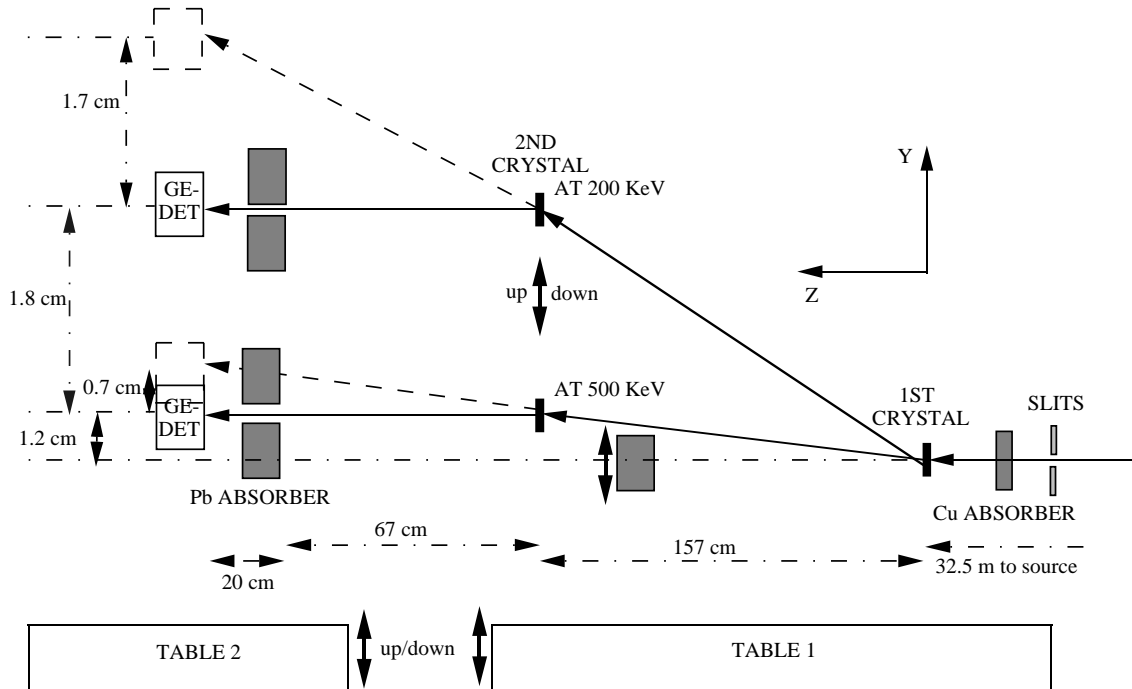 1.7 cm
2ND
CRYSTAL
AT 200 KeV
GE-
DET
Y
Z
1.8 cm
up
down
0.7 cm
GE-
DET
AT 500 KeV
1ST
CRYSTAL
SLITS
1.2 cm
Pb ABSORBER
Cu ABSORBER
67 cm
157 cm
32.5 m to source
20 cm
TABLE 2
up/down
TABLE 1